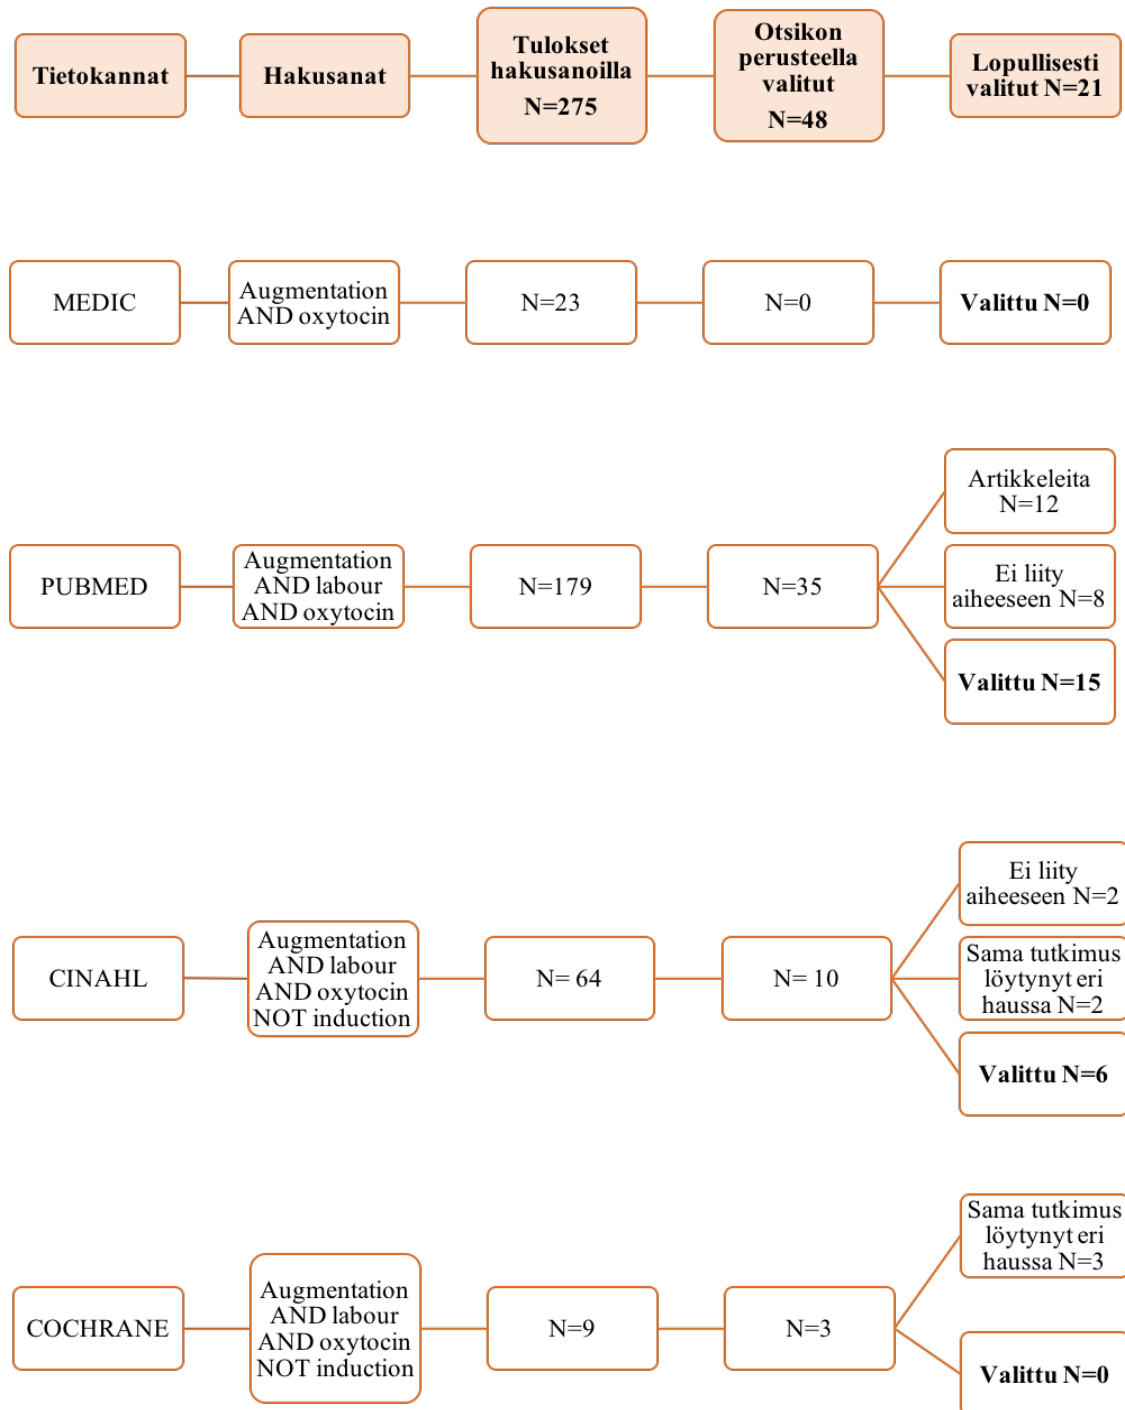 Tietokannat
Hakusanat
Tulokset
hakusanoilla
N=275
Otsikon
perusteella
valitut
N=48
Lopullisesti
valitut N=21
MEDIC
Augmentation
AND oxytocin
N=23
N=0
Valittu N=0
PUBMED
Augmentation
AND labour
AND oxytocin
N=179
N=35
Artikkeleita
N=12
Ei liity
aiheeseen N=8
Valittu N=15
CINAHL
Augmentation
AND labour
AND oxytocin
NOT induction
N= 64
N= 10
Ei liity
aiheeseen N=2
Sama tutkimus
löytynyt eri
haussa N=2
Valittu N=6
COCHRANE
Augmentation
AND labour
AND oxytocin
NOT induction
N=9
N=3
Sama tutkimus
löytynyt eri
haussa N=3
Valittu N=0